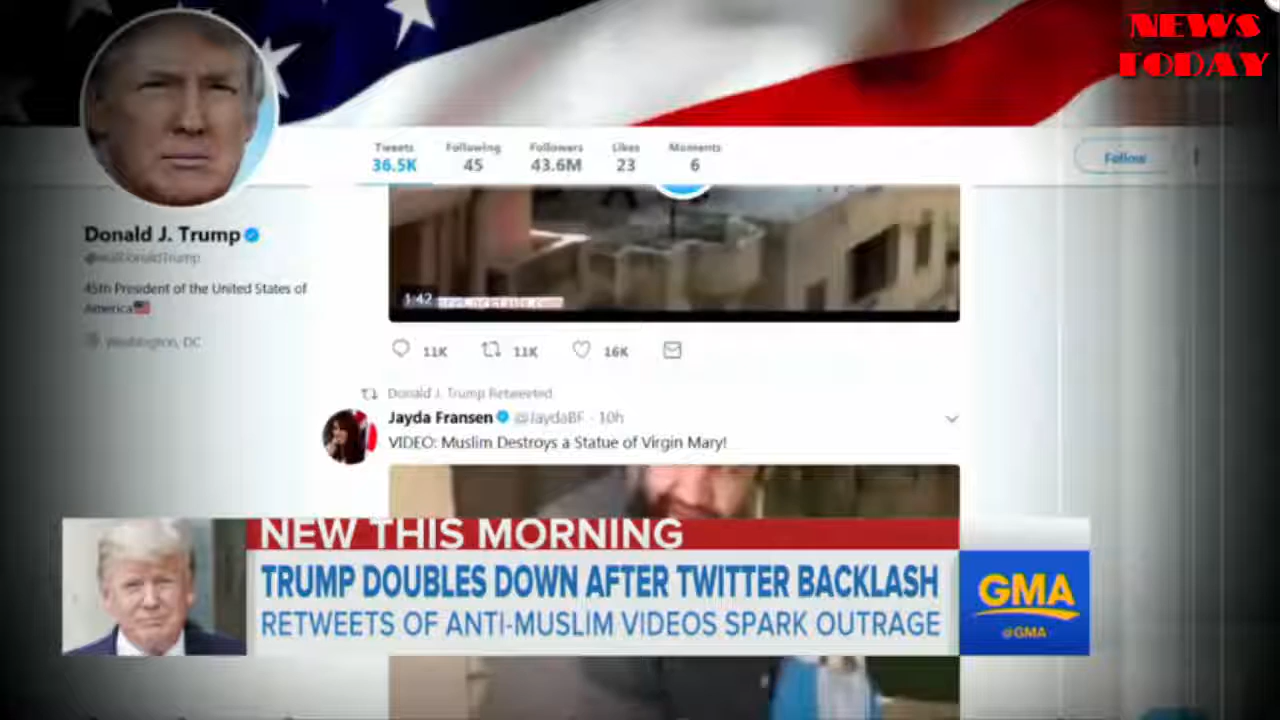 NEWS
TODAY
Tweets Following Followers Likes Moments
36.5K 45 43.6M 23 6
Follow
Donald J. Trump
@realDonaldTrump
45th President of the United States of
America
Washington, DC
1:42
11K 11K 16K
Donald J. Trump Retweeted
Jayda Fransen @JaydaBF · 10h
VIDEO: Muslim Destroys a Statue of Virgin Mary!
NEW THIS MORNING
TRUMP DOUBLES DOWN AFTER TWITTER BACKLASH
RETWEETS OF ANTI-MUSLIM VIDEOS SPARK OUTRAGE
GMA
@GMA